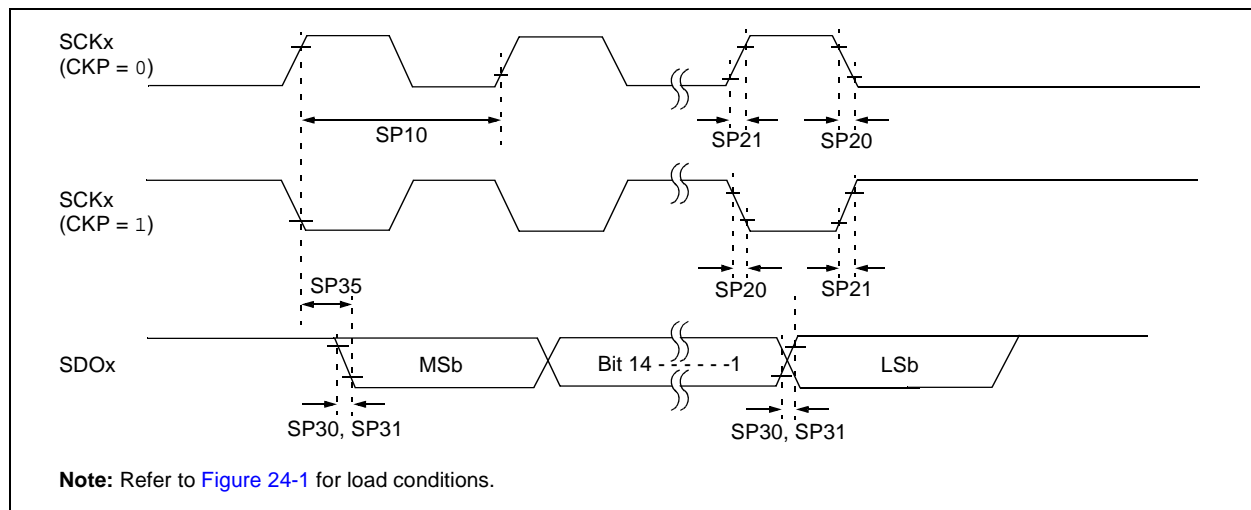 SCKx
(CKP = 0)
SP10
SP21
SP20
SCKx
(CKP = 1)
SP35
SP20
SP21
SDOx
MSb
Bit 14 - - - - - -1
LSb
SP30, SP31
SP30, SP31
Note: Refer to Figure 24-1 for load conditions.